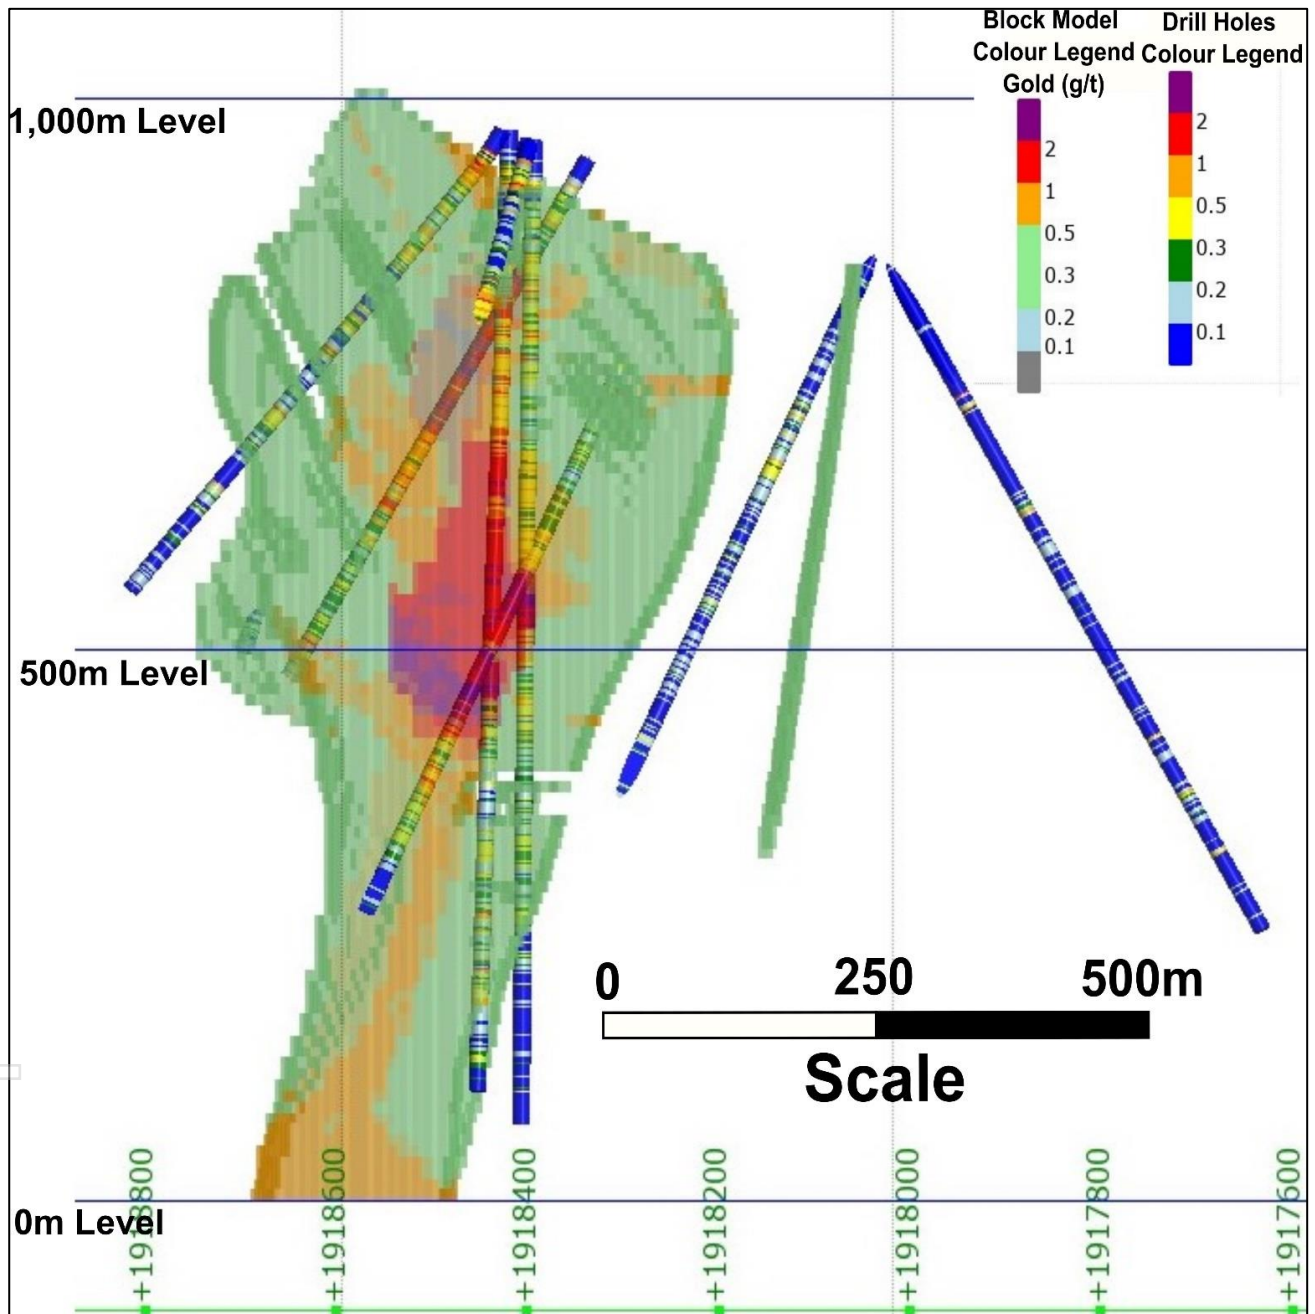 Block Model
Colour Legend
Gold (g/t)
2
1
0.5
0.3
0.2
0.1
Drill Holes
Colour Legend
2
1
0.5
0.3
0.2
0.1
1,000m Level
500m Level
0 250 500m
Scale
0m Level
+1918800
+1918600
+1918400
+1918200
+1918000
+1917800
+1917600